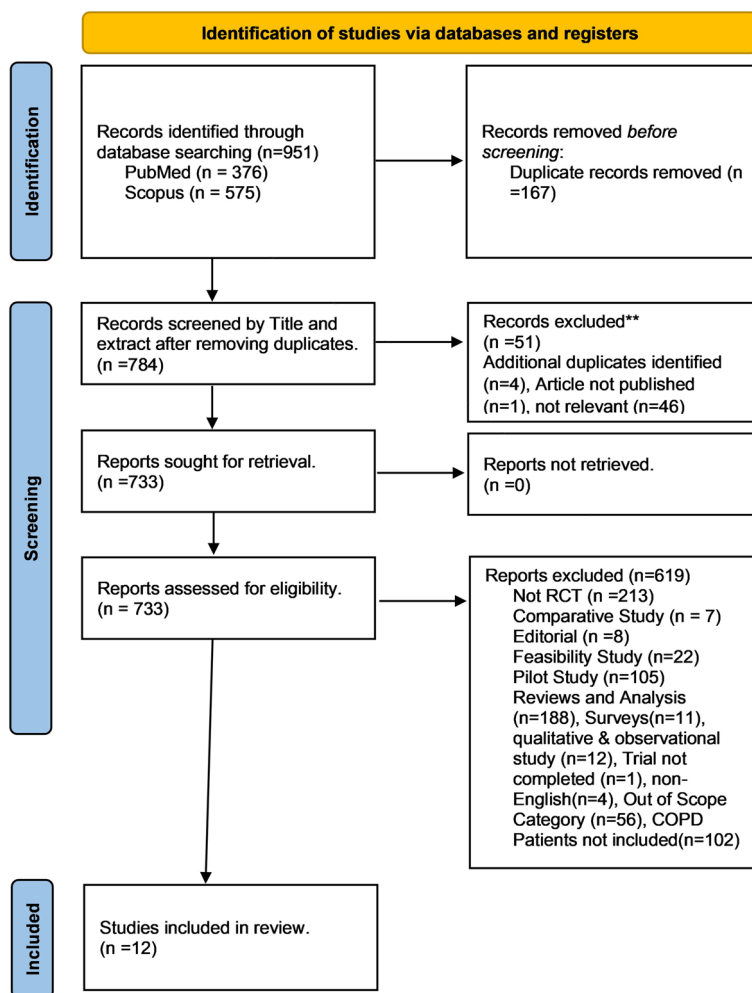 Identification of studies via databases and registers
Identification
Records identified through
database searching (n=951)
PubMed (n = 376)
Scopus (n = 575)
Records removed before
screening:
Duplicate records removed (n
=167)
Screening
Records screened by Title and
extract after removing duplicates.
(n =784)
Records excluded**
(n =51)
Additional duplicates identified
(n=4), Article not published
(n=1), not relevant (n=46)
Reports sought for retrieval.
(n =733)
Reports not retrieved.
(n =0)
Reports assessed for eligibility.
(n = 733)
Reports excluded (n=619)
Not RCT (n =213)
Comparative Study (n = 7)
Editorial (n =8)
Feasibility Study (n=22)
Pilot Study (n=105)
Reviews and Analysis
(n=188), Surveys(n=11),
qualitative & observational
study (n=12), Trial not
completed (n=1), non-
English(n=4), Out of Scope
Category (n=56), COPD
Patients not included(n=102)
Included
Studies included in review.
(n =12)